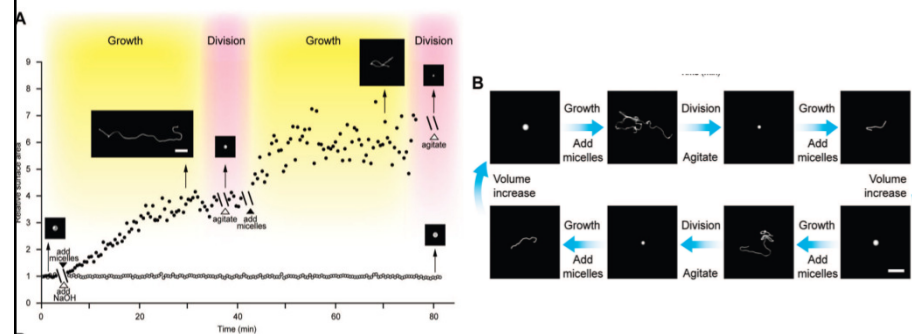 A
Growth
Division
Growth
Division
Relative surface area
9
8
7
6
5
4
3
2
1
0
add
micelles
add
NaOH
agitate
add
micelles
agitate
0
20
40
60
80
Time (min)
B
Growth
Add
micelles
Division
Agitate
Growth
Add
micelles
Volume
increase
Volume
increase
Growth
Add
micelles
Division
Agitate
Growth
Add
micelles